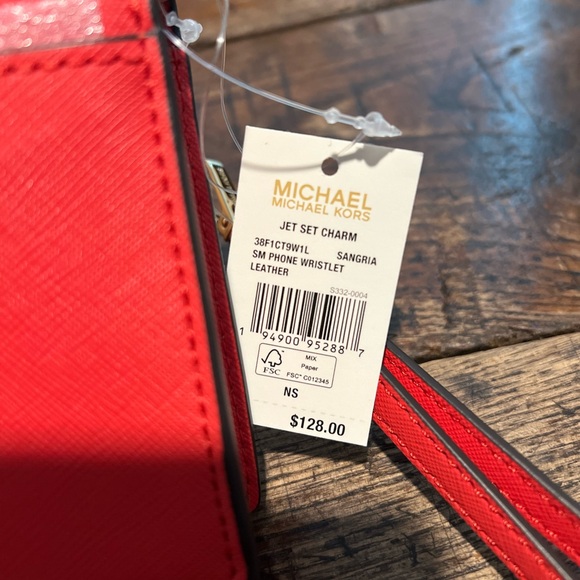 MICHAEL
MICHAEL KORS
JET SET CHARM
38F1CT9W1L SANGRIA
SM PHONE WRISTLET
LEATHER
S332-0004
1 94900 95288 7
FSC
MIX
Paper
FSC® C012345
NS
$128.00